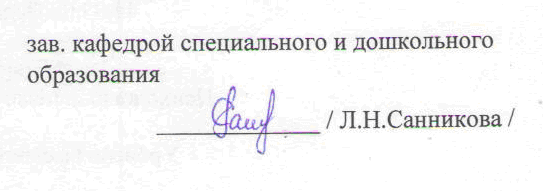 зав. кафедрой специального и дошкольного
образования
/ Л.Н.Санникова /